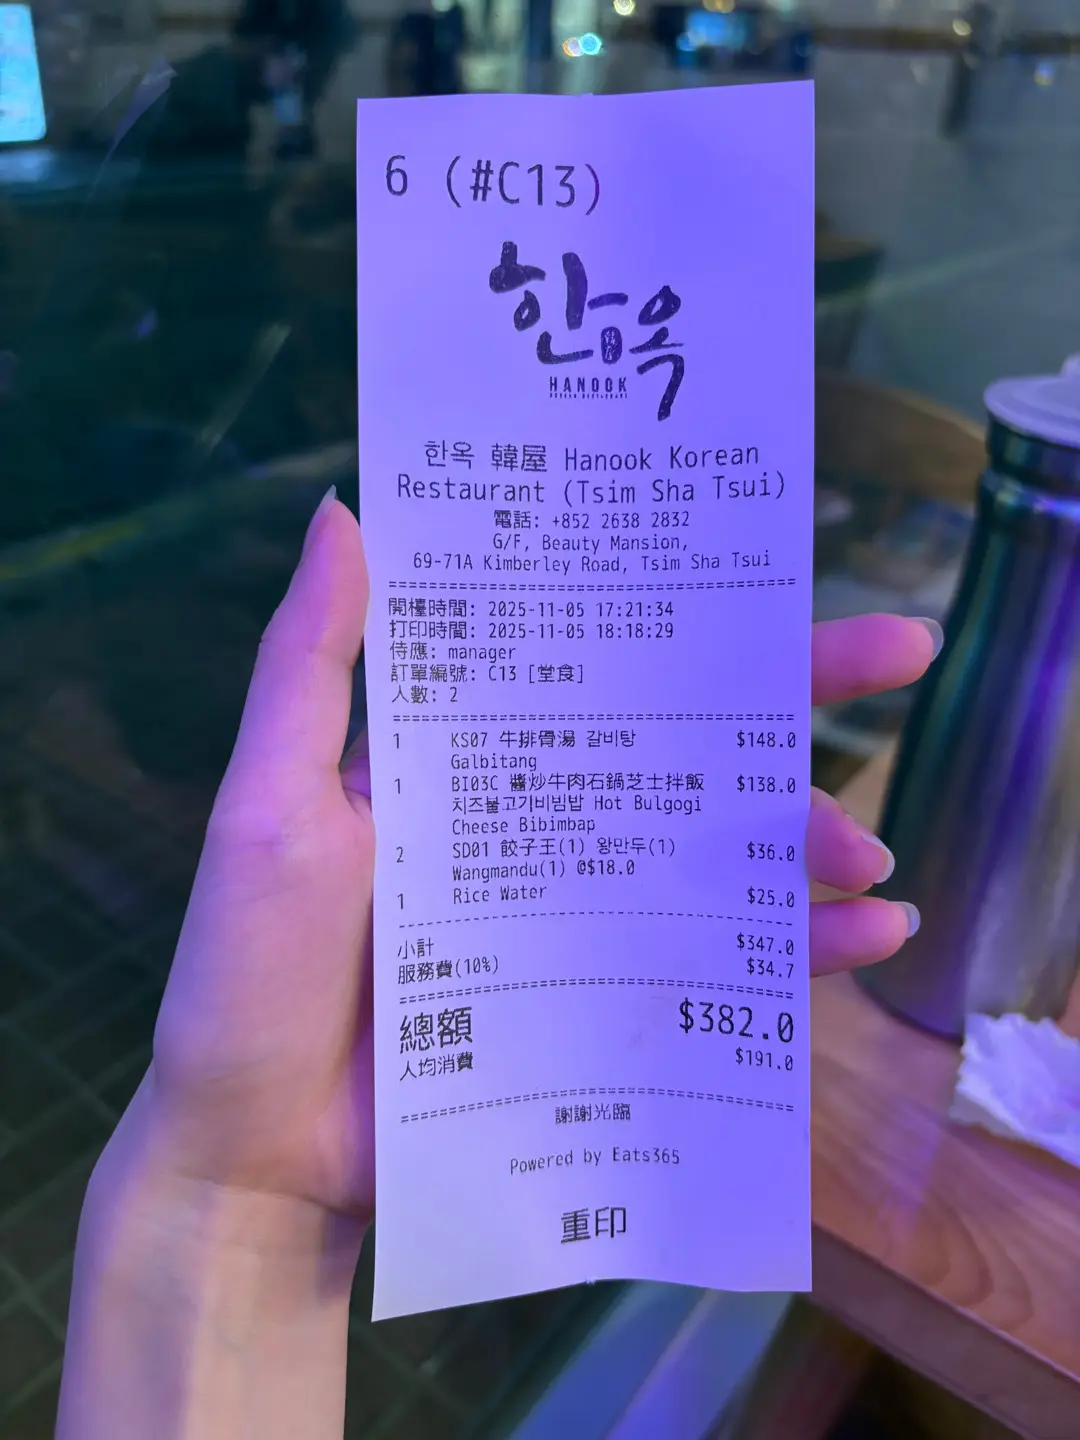 6 (#C13)
한옥
HANOOK
KOREAN RESTAURANT
한옥 韓屋 Hanook Korean
Restaurant (Tsim Sha Tsui)
電話: +852 2638 2832
G/F, Beauty Mansion,
69-71A Kimberley Road, Tsim Sha Tsui
開檯時間: 2025-11-05 17:21:34
打印時間: 2025-11-05 18:18:29
侍應: manager
訂單編號: C13 [堂食]
人數: 2
1 KS07 牛排骨湯 갈비탕 $148.0
Galbitang
1 BI03C 醬炒牛肉石鍋芝士拌飯 $138.0
치즈불고기비빔밥 Hot Bulgogi
Cheese Bibimbap
2 SD01 餃子王(1) 왕만두(1) $36.0
Wangmandu(1) @$18.0
1 Rice Water $25.0
小計 $347.0
服務費(10%) $34.7
總額 $382.0
人均消費 $191.0
謝謝光臨
Powered by Eats365
重印